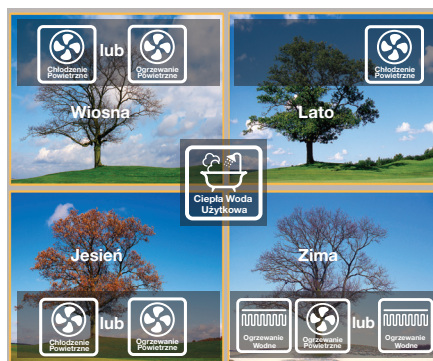 Chłodzenie
Powietrzne
lub
Ogrzewanie
Powietrzne
Wiosna
Chłodzenie
Powietrzne
Lato
Ciepła Woda
Użytkowa
Jesień
Chłodzenie
Powietrzne
lub
Ogrzewanie
Powietrzne
Zima
Ogrzewanie
Wodne
Ogrzewanie
Powietrzne
lub
Ogrzewanie
Wodne